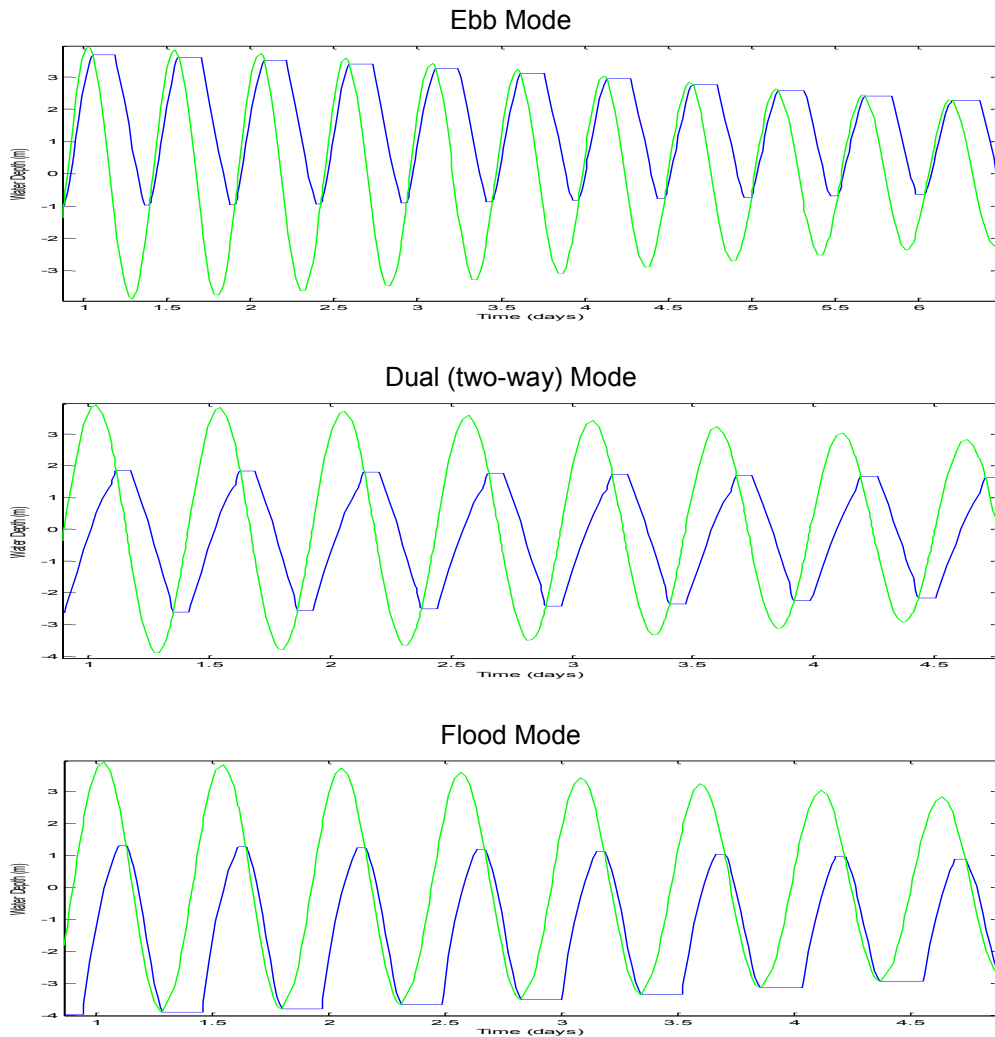 Ebb Mode
3
2
1
0
-1
-2
-3
Water Depth (m)
1 1.5 2 2.5 3 3.5 4 4.5 5 5.5 6
Time (days)
Dual (two-way) Mode
3
2
1
0
-1
-2
-3
-4
Water Depth (m)
1 1.5 2 2.5 3 3.5 4 4.5
Time (days)
Flood Mode
3
2
1
0
-1
-2
-3
-4
Water Depth (m)
1 1.5 2 2.5 3 3.5 4 4.5
Time (days)